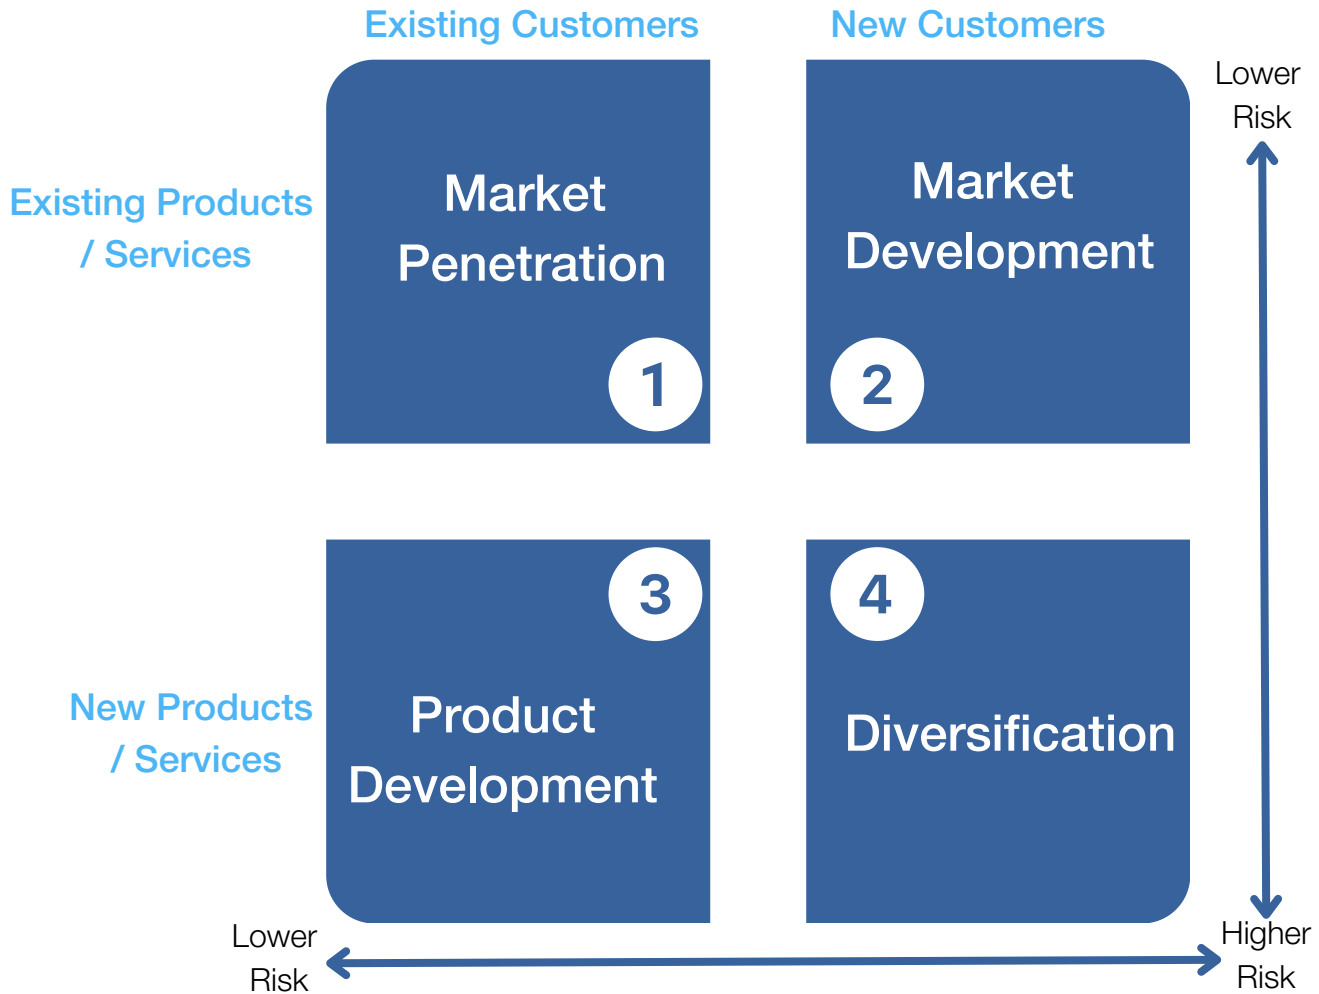 Existing Customers
New Customers
Lower
Risk
Existing Products
/ Services
Market
Penetration
1
Market
Development
2
New Products
/ Services
3
Product
Development
4
Diversification
Lower
Risk
Higher
Risk